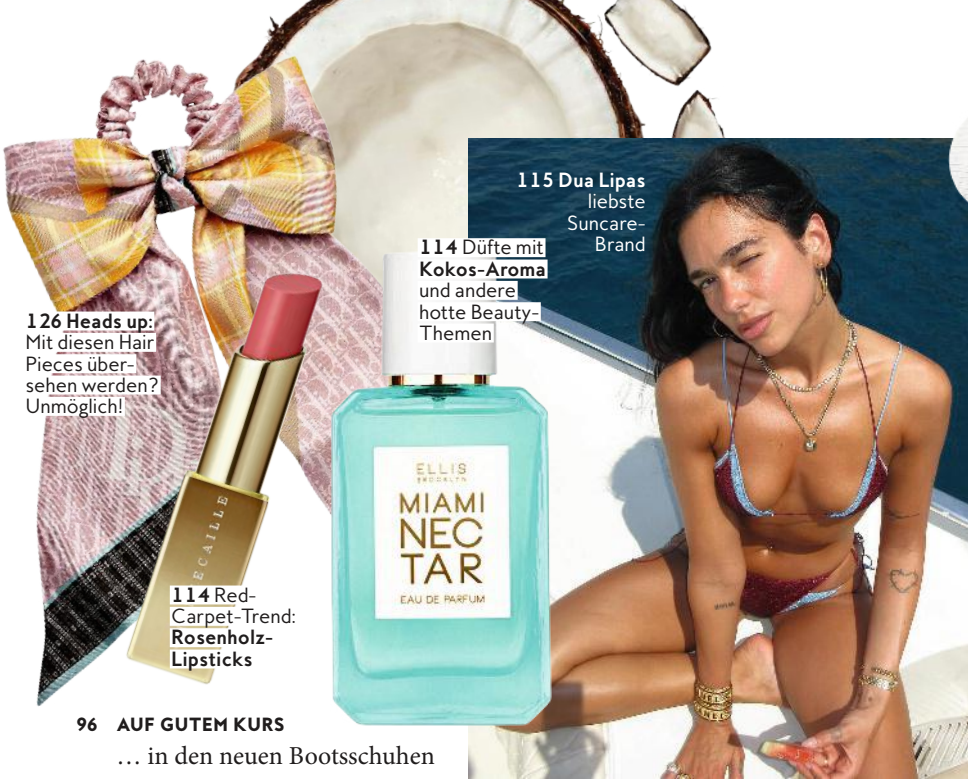 115 Dua Lipas
liebste
Suncare-
Brand
114 Düfte mit
Kokos-Aroma
und andere
hotte Beauty-
Themen
126 Heads up:
Mit diesen Hair
Pieces über-
sehen werden?
Unmöglich!
ELLIS
BROOKLYN
MIAMI
NEC
TAR
EAU DE PARFUM
ECAILLE
114 Red-
Carpet-Trend:
Rosenholz-
Lipsticks
96 AUF GUTEM KURS
… in den neuen Bootsschuhen